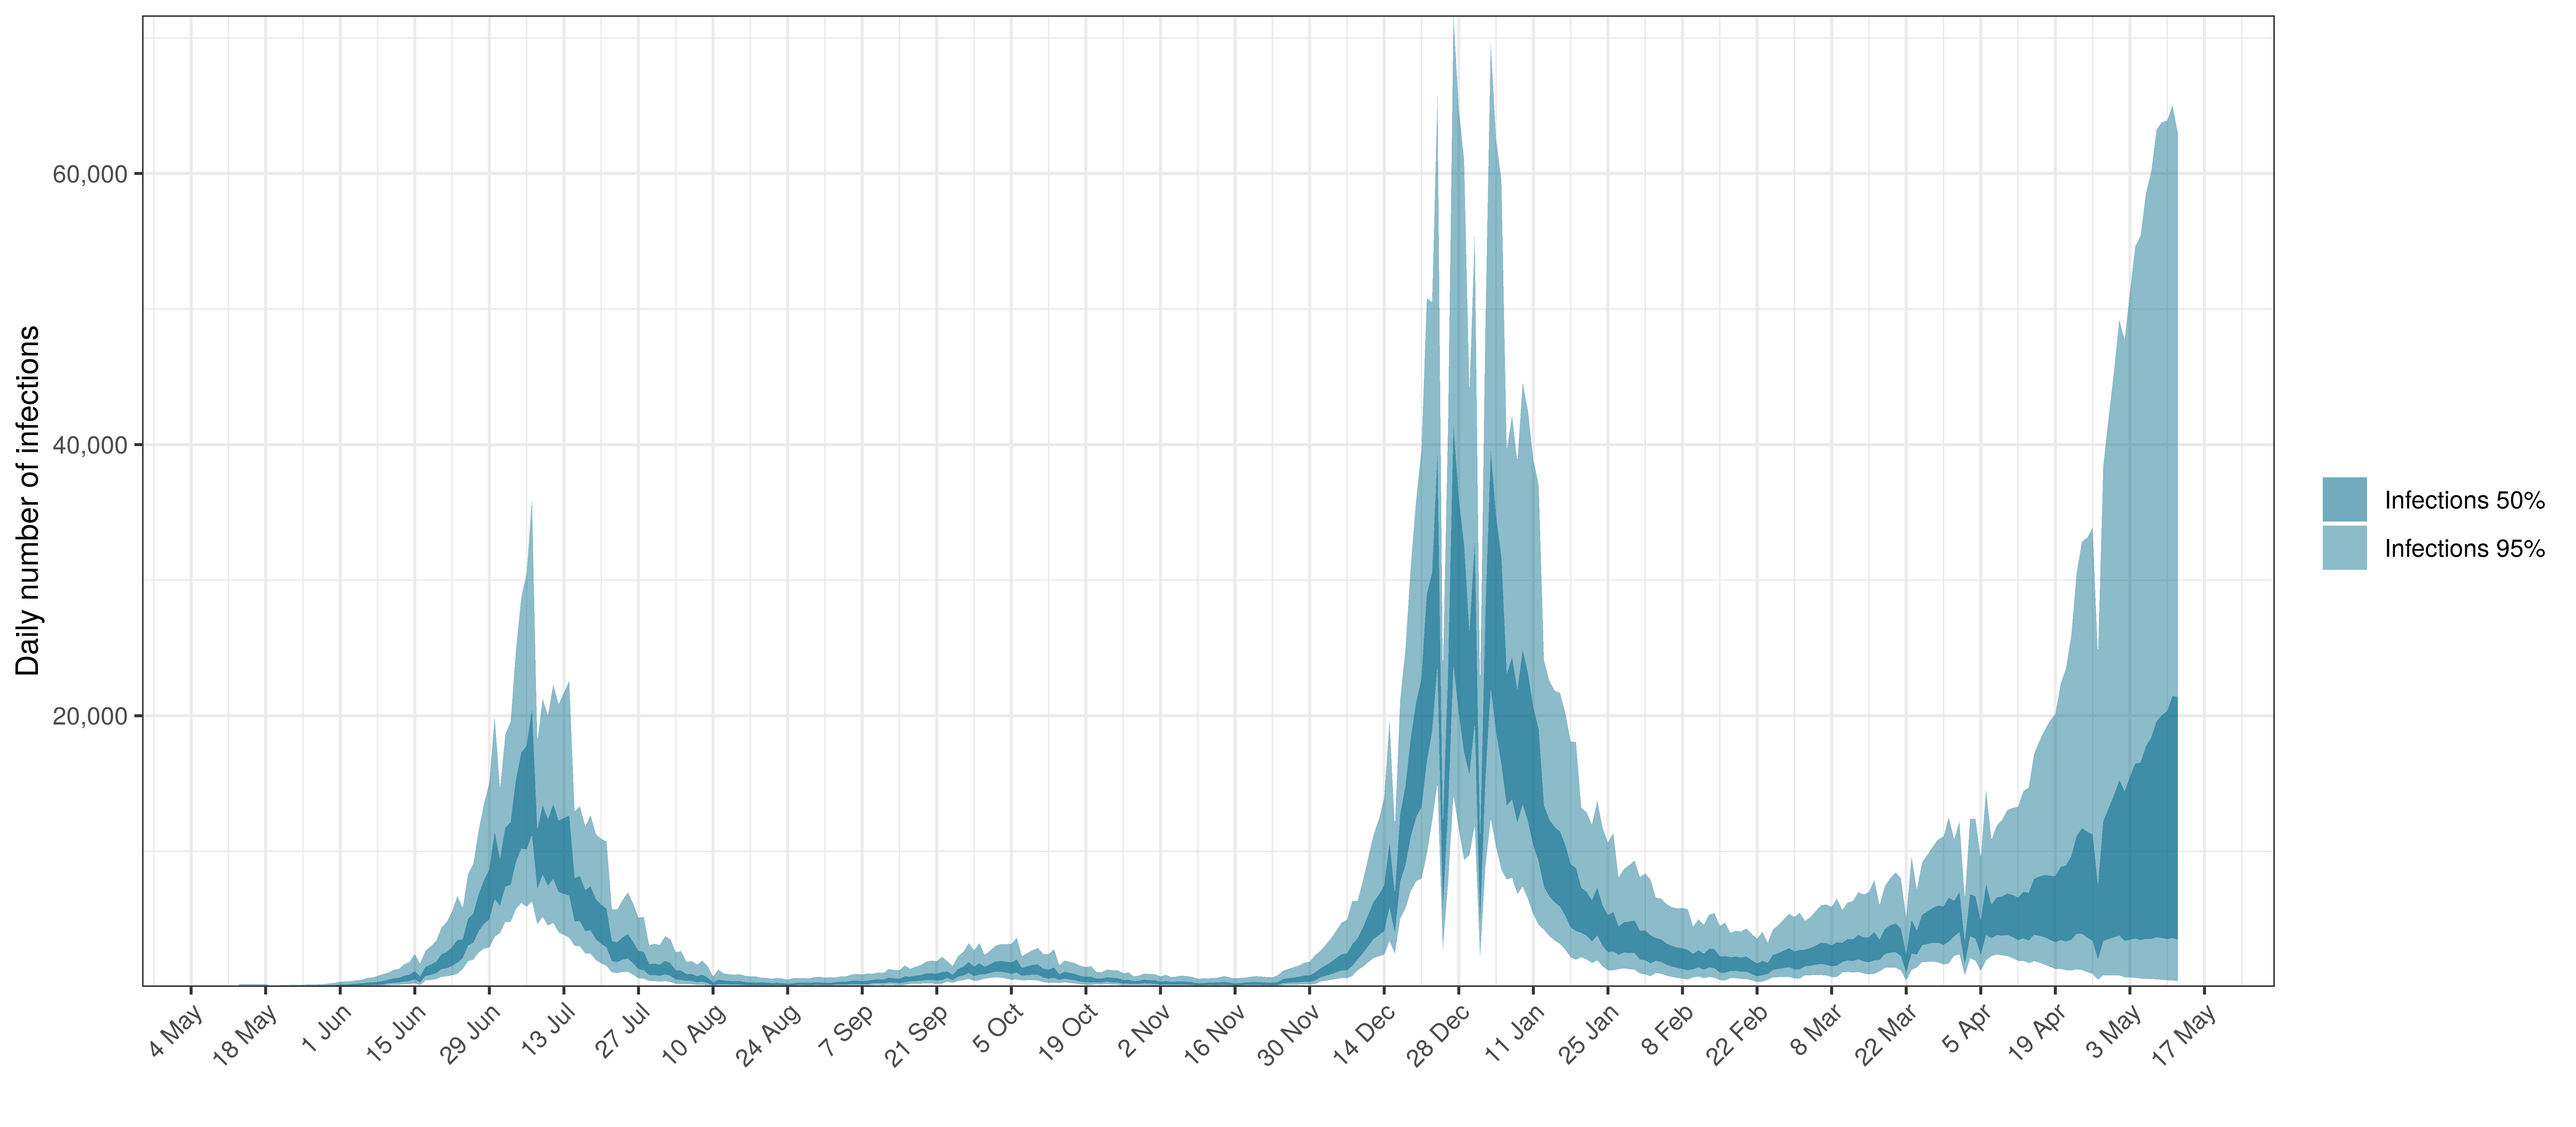 Daily number of infections
60,000
40,000
20,000
4 May
18 May
1 Jun
15 Jun
29 Jun
13 Jul
27 Jul
10 Aug
24 Aug
7 Sep
21 Sep
5 Oct
19 Oct
2 Nov
16 Nov
30 Nov
14 Dec
28 Dec
11 Jan
25 Jan
8 Feb
22 Feb
8 Mar
22 Mar
5 Apr
19 Apr
3 May
17 May
Infections 50%
Infections 95%